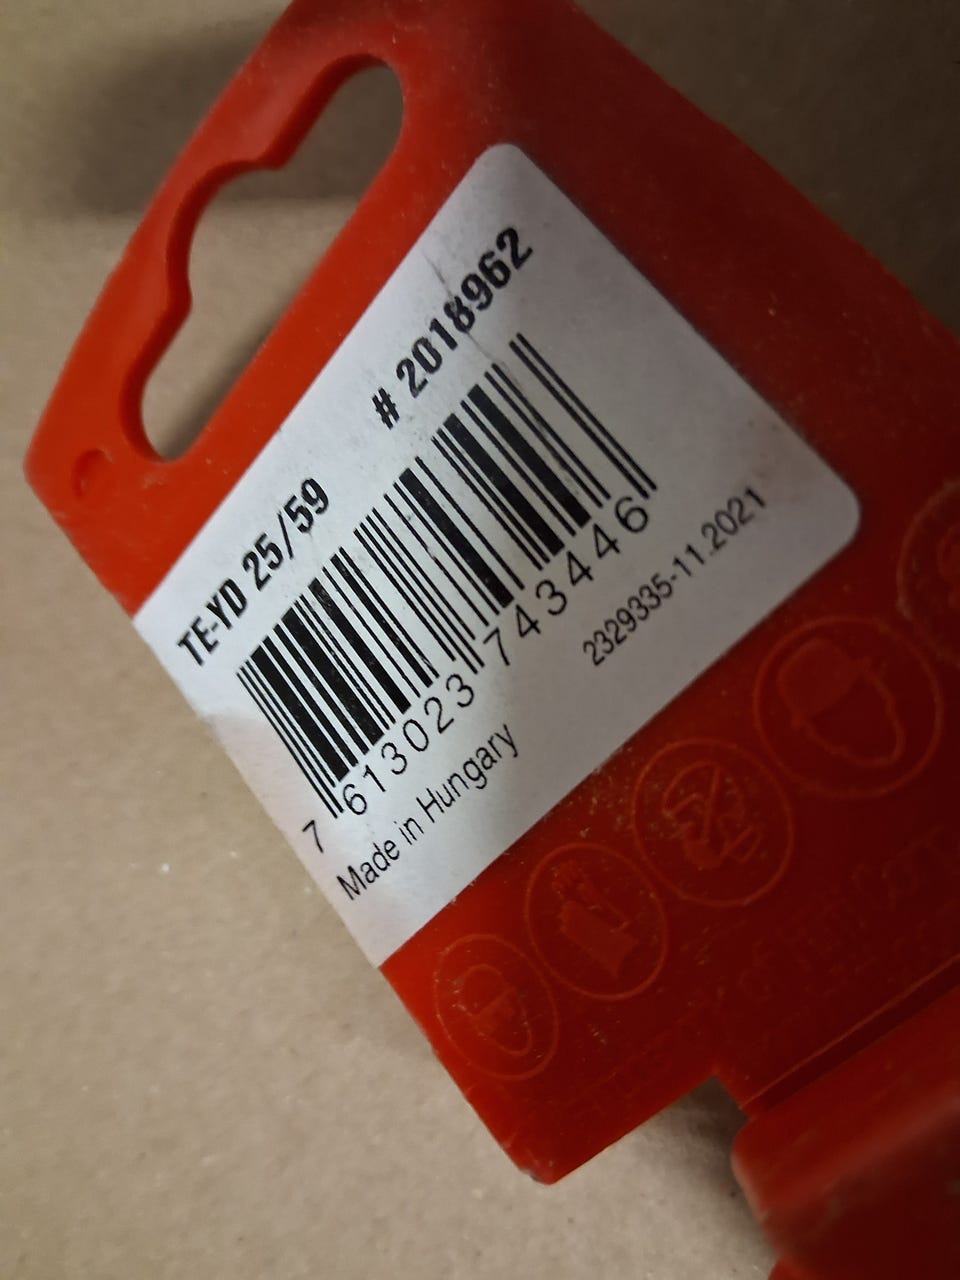 TE-YD 25/59 # 2018962
7 613023 743446
Made in Hungary 2329335-11.2021